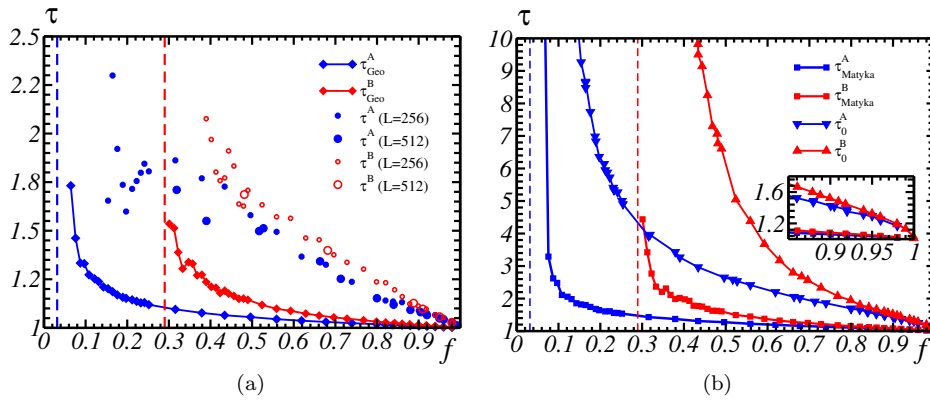 τ
2.5
2.2
2
1.8
1.5
1.2
1
0 0.1 0.2 0.3 0.4 0.5 0.6 0.7 0.8 0.9 f
τ^A_Geo
τ^B_Geo
τ^A (L=256)
τ^A (L=512)
τ^B (L=256)
τ^B (L=512)
(a)
τ
10
9
8
7
6
5
4
3
2
1
0 0.1 0.2 0.3 0.4 0.5 0.6 0.7 0.8 0.9 f 1
τ^A_Matyka
τ^B_Matyka
τ^A_0
τ^B_0
1.6
1.2
0.9 0.95 1
(b)